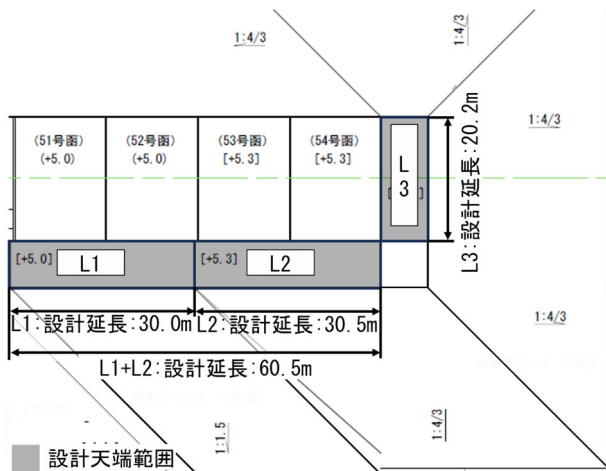 1:4/3
1:4/3
1:4/3
(51号函)
(+5.0)
(52号函)
(+5.0)
(53号函)
[+5.3]
(54号函)
[+5.3]
L
3
L3:設計延長:20.2m
[+5.0]
L1
[+5.3]
L2
L1:設計延長:30.0m
L2:設計延長:30.5m
1:4/3
L1+L2:設計延長:60.5m
1:1.5
1:4/3
設計天端範囲